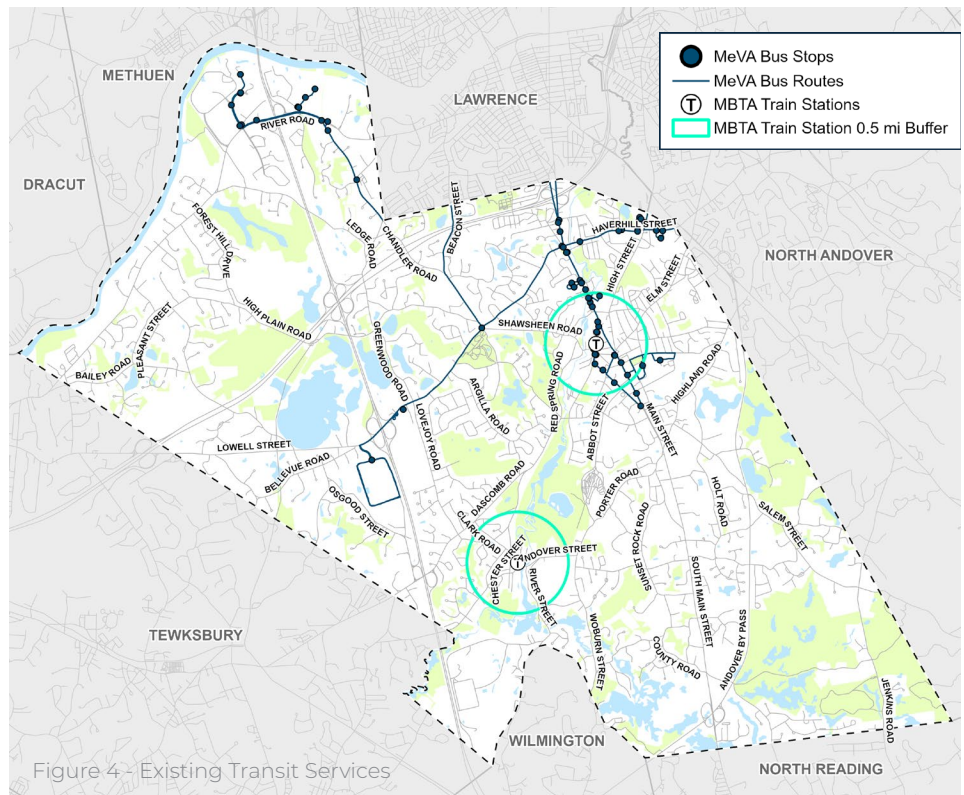 MeVA Bus Stops
MeVA Bus Routes
T
MBTA Train Stations
MBTA Train Station 0.5 mi Buffer
METHUEN
LAWRENCE
DRACUT
NORTH ANDOVER
TEWKSBURY
WILMINGTON
NORTH READING
RIVER ROAD
FOREST HILL DRIVE
LEDGE ROAD
CHANDLER ROAD
BEACON STREET
HAVERHILL STREET
HIGH STREET
ELM STREET
HIGH PLAIN ROAD
PLEASANT STREET
BAILEY ROAD
GREENWOOD ROAD
SHAWSHEEN ROAD
T
HIGHLAND ROAD
ARGILLA ROAD
RED SPRING ROAD
LOVEJOY ROAD
ABBOT STREET
MAIN STREET
LOWELL STREET
BELLEVUE ROAD
OSGOOD STREET
DASCOMB ROAD
PORTER ROAD
HOLT ROAD
SALEM STREET
CLARK ROAD
CHESTER STREET
ANDOVER STREET
T
RIVER STREET
SUNSET ROCK ROAD
SOUTH MAIN STREET
WOBURN STREET
COUNTY ROAD
ANDOVER BY PASS
JENKINS ROAD
Figure 4 - Existing Transit Services